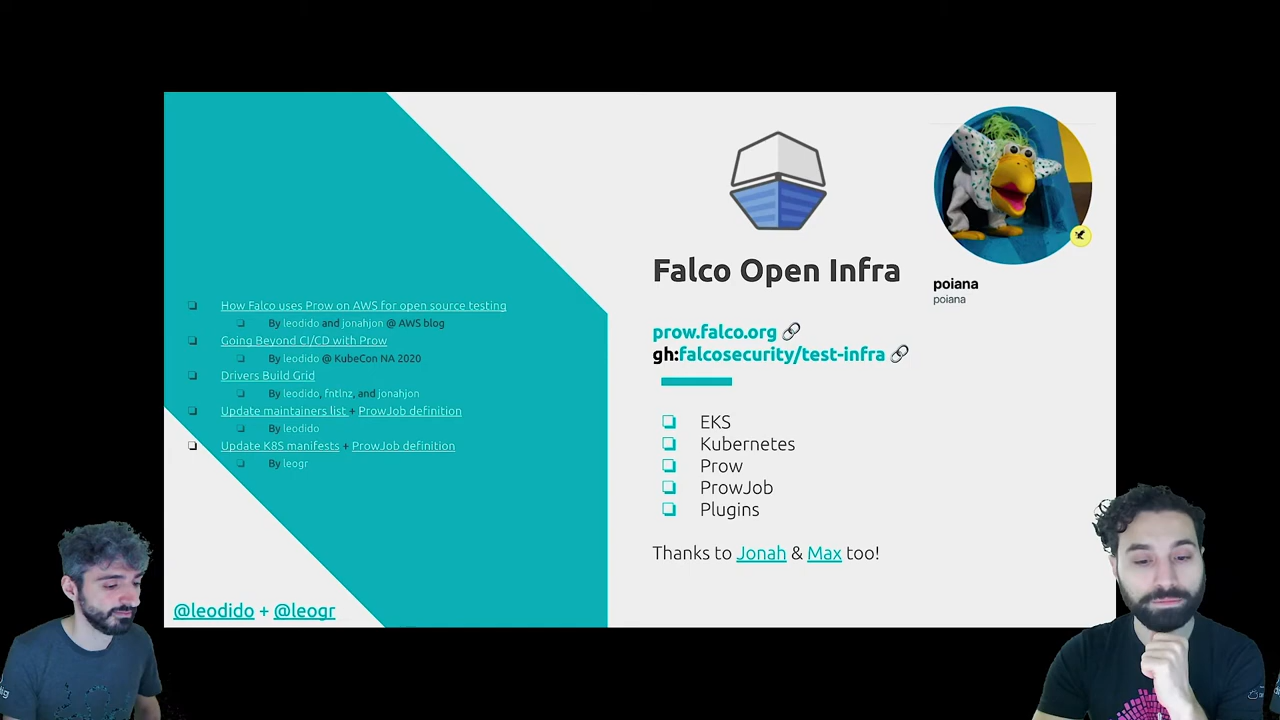 How Falco uses Prow on AWS for open source testing
By leodido and jonahjon @ AWS blog
Going Beyond CI/CD with Prow
By leodido @ KubeCon NA 2020
Drivers Build Grid
By leodido, fntlnz, and jonahjon
Update maintainers list + ProwJob definition
By leodido
Update K8S manifests + ProwJob definition
By leogr
@leodido + @leogr
Falco Open Infra
prow.falco.org
gh:falcosecurity/test-infra
EKS
Kubernetes
Prow
ProwJob
Plugins
Thanks to Jonah & Max too!
poiana
poiana